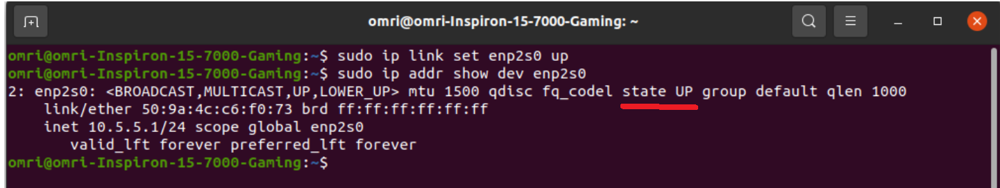 omri@omri-Inspiron-15-7000-Gaming: ~
omri@omri-Inspiron-15-7000-Gaming:~$ sudo ip link set enp2s0 up
omri@omri-Inspiron-15-7000-Gaming:~$ sudo ip addr show dev enp2s0
2: enp2s0: <BROADCAST,MULTICAST,UP,LOWER_UP> mtu 1500 qdisc fq_codel state UP group default qlen 1000
    link/ether 50:9a:4c:c6:f0:73 brd ff:ff:ff:ff:ff:ff
    inet 10.5.5.1/24 scope global enp2s0
       valid_lft forever preferred_lft forever
omri@omri-Inspiron-15-7000-Gaming:~$